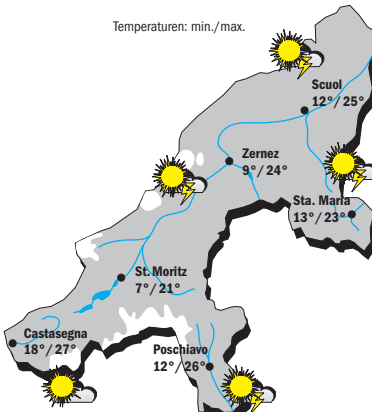 Temperaturen: min./max.
Scuol
12°/25°
Zernez
9°/24°
Sta. Maria
13°/23°
St. Moritz
7°/21°
Castasegna
18°/27°
Poschiavo
12°/26°